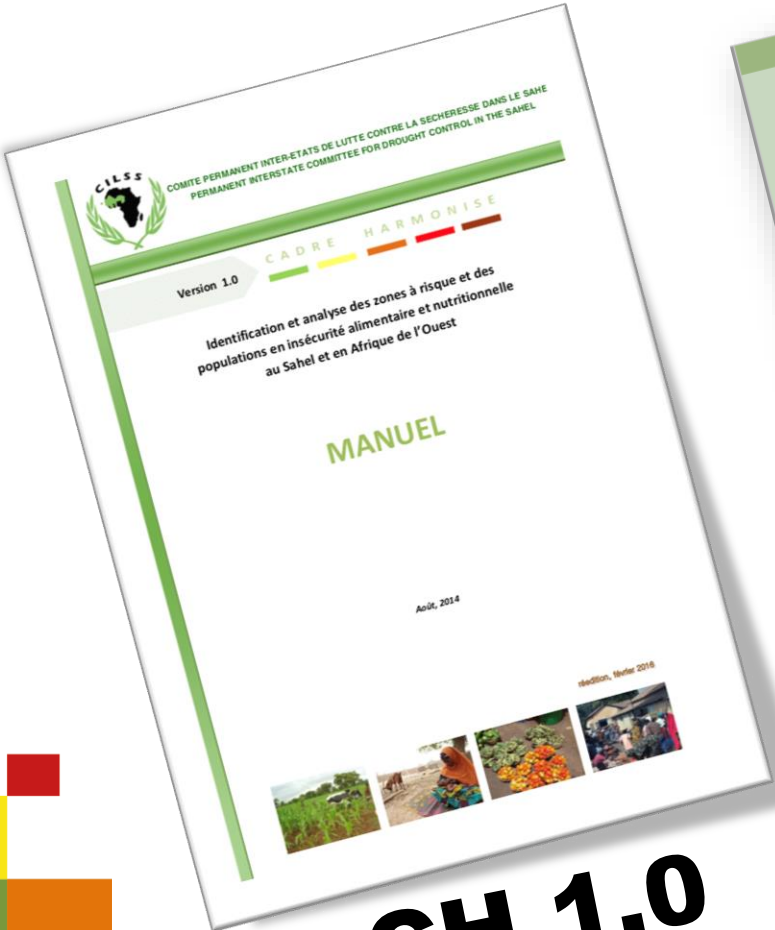 CILSS
COMITE PERMANENT INTER-ETATS DE LUTTE CONTRE LA SECHERESSE DANS LE SAHE
PERMANENT INTERSTATE COMMITTEE FOR DROUGHT CONTROL IN THE SAHEL
CADRE HARMONISE
Version 1.0
Identification et analyse des zones à risque et des
populations en insécurité alimentaire et nutritionnelle
au Sahel et en Afrique de l'Ouest
MANUEL
Août, 2014
réedition, février 2016
CH 1.0